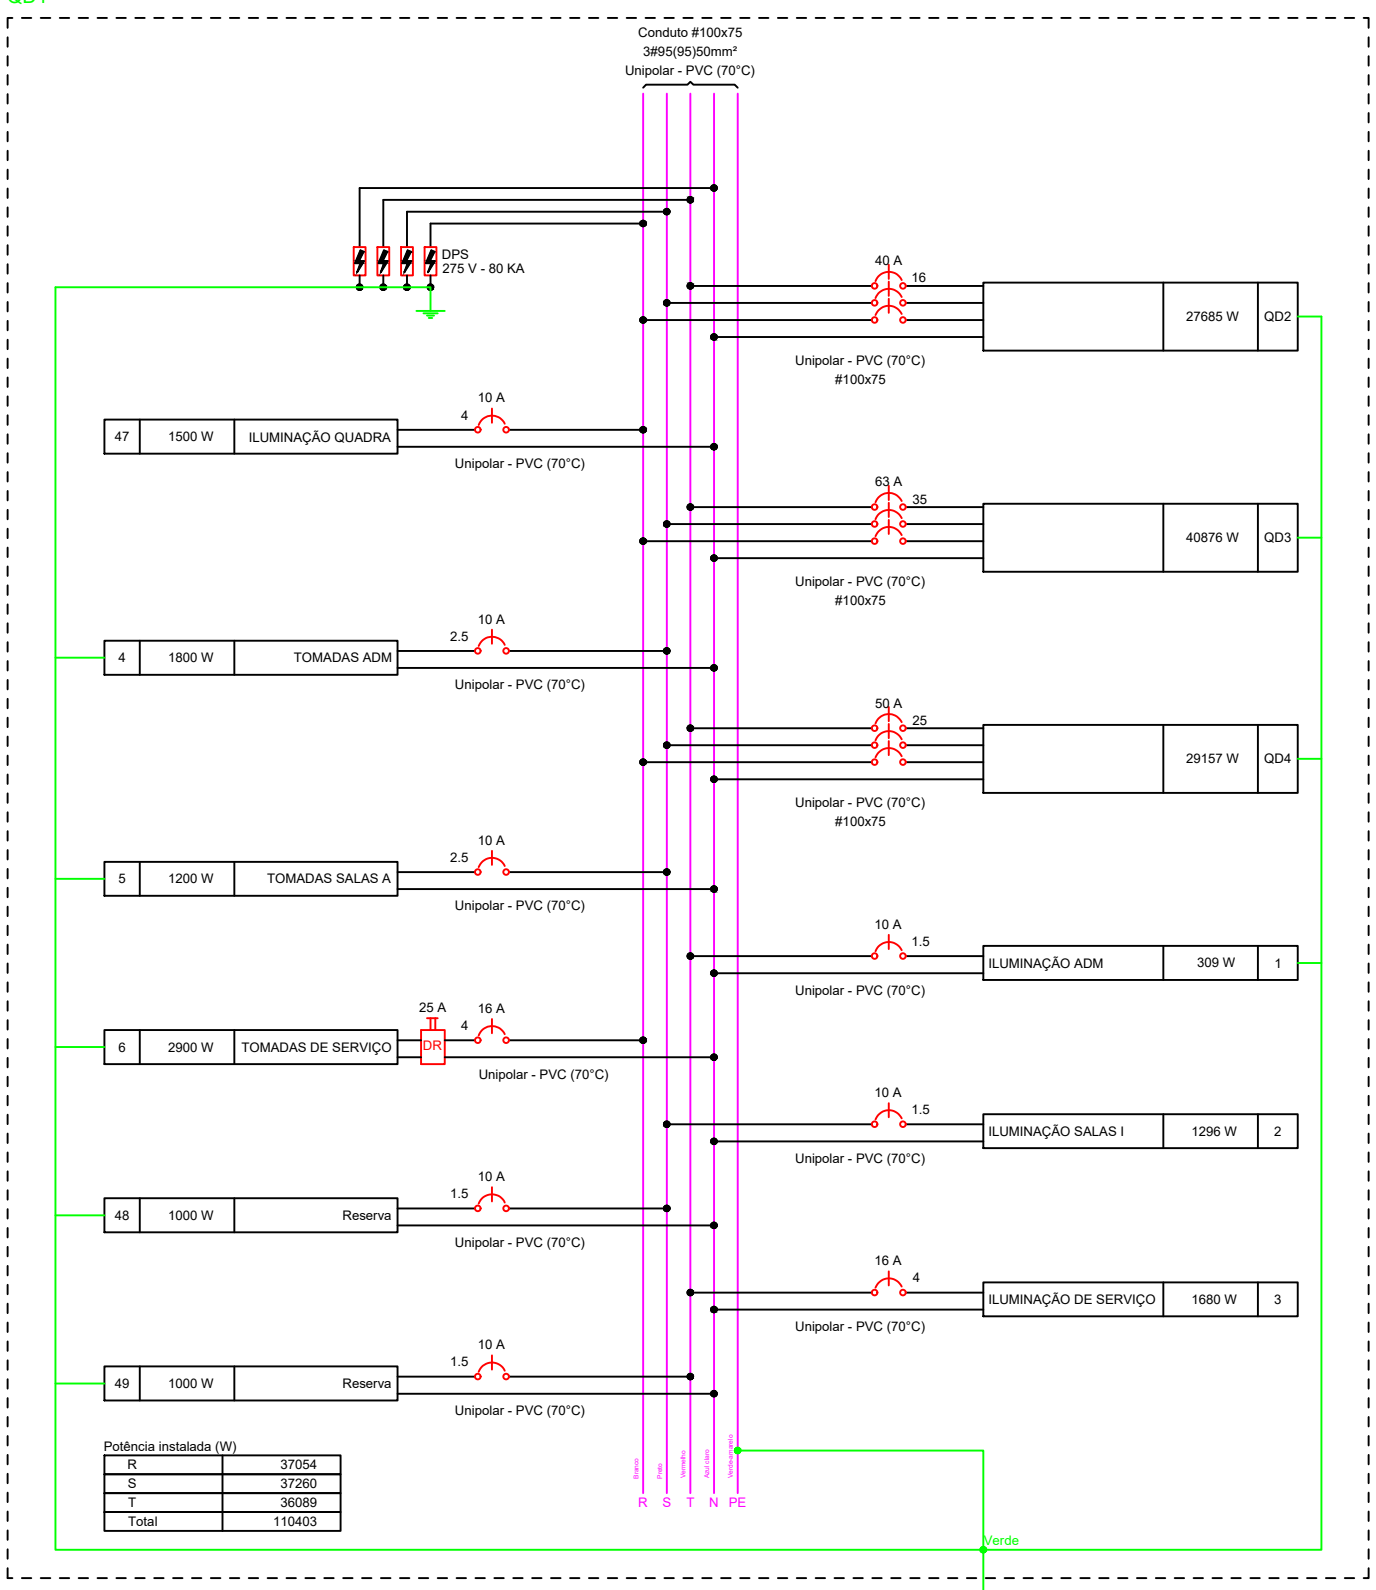 Conduto #100x75
3#95(95)50mm²
Unipolar - PVC (70°C)
DPS
275 V - 80 KA
40 A
16
27685 W
QD2
Unipolar - PVC (70°C)
#100x75
10 A
4
47
1500 W
ILUMINAÇÃO QUADRA
Unipolar - PVC (70°C)
63 A
35
40876 W
QD3
Unipolar - PVC (70°C)
#100x75
10 A
2.5
4
1800 W
TOMADAS ADM
Unipolar - PVC (70°C)
50 A
25
29157 W
QD4
Unipolar - PVC (70°C)
#100x75
10 A
2.5
5
1200 W
TOMADAS SALAS A
Unipolar - PVC (70°C)
10 A
1.5
ILUMINAÇÃO ADM
309 W
1
Unipolar - PVC (70°C)
25 A
16 A
4
6
2900 W
TOMADAS DE SERVIÇO
DR
Unipolar - PVC (70°C)
10 A
1.5
ILUMINAÇÃO SALAS I
1296 W
2
Unipolar - PVC (70°C)
10 A
1.5
48
1000 W
Reserva
Unipolar - PVC (70°C)
16 A
4
ILUMINAÇÃO DE SERVIÇO
1680 W
3
Unipolar - PVC (70°C)
10 A
1.5
49
1000 W
Reserva
Unipolar - PVC (70°C)
Potência instalada (W)
R 37054
S 37260
T 36089
Total 110403
Branco
Preto
Vermelho
Azul claro
Verde-amarelo
R S T N PE
Verde